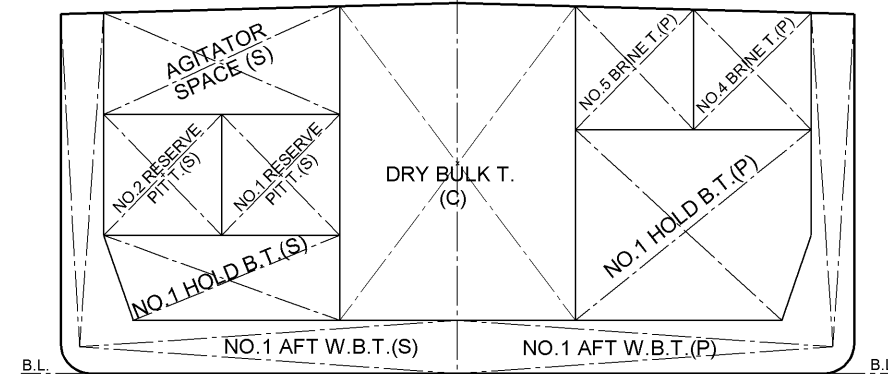 AGITATOR
SPACE (S)
NO.5 BRINE T.(P)
NO.4 BRINE T.(P)
NO.2 RESERVE
PIT T.(S)
NO.1 RESERVE
PIT T.(S)
DRY BULK T.
(C)
NO.1 HOLD B.T.(P)
NO.1 HOLD B.T.(S)
NO.1 AFT W.B.T.(S)
NO.1 AFT W.B.T.(P)
B.L.
B.L